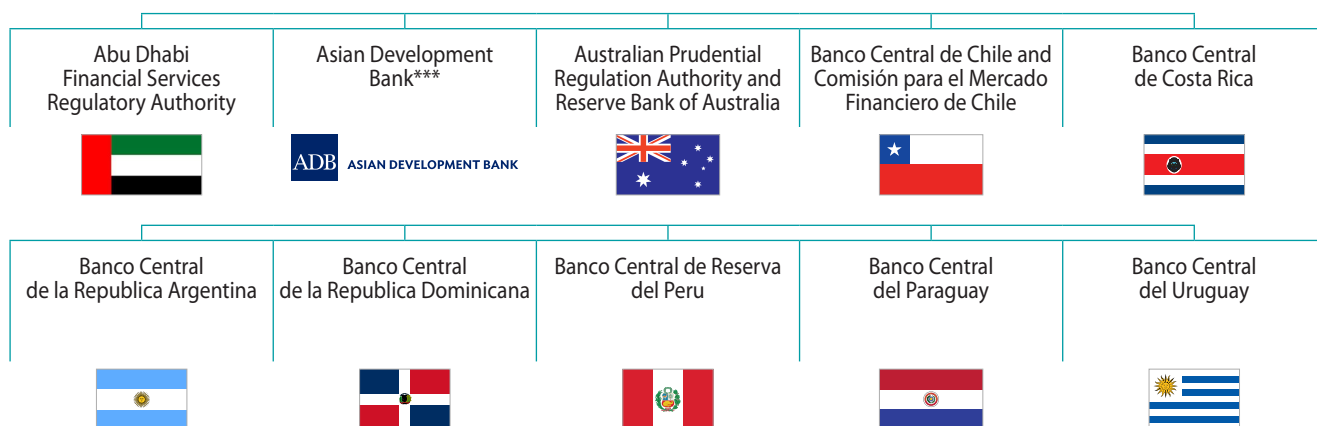 Abu Dhabi
Financial Services
Regulatory Authority
Asian Development
Bank***
Australian Prudential
Regulation Authority and
Reserve Bank of Australia
Banco Central de Chile and
Comisión para el Mercado
Financiero de Chile
Banco Central
de Costa Rica
ADB ASIAN DEVELOPMENT BANK
Banco Central
de la Republica Argentina
Banco Central
de la Republica Dominicana
Banco Central de Reserva
del Peru
Banco Central
del Paraguay
Banco Central
del Uruguay